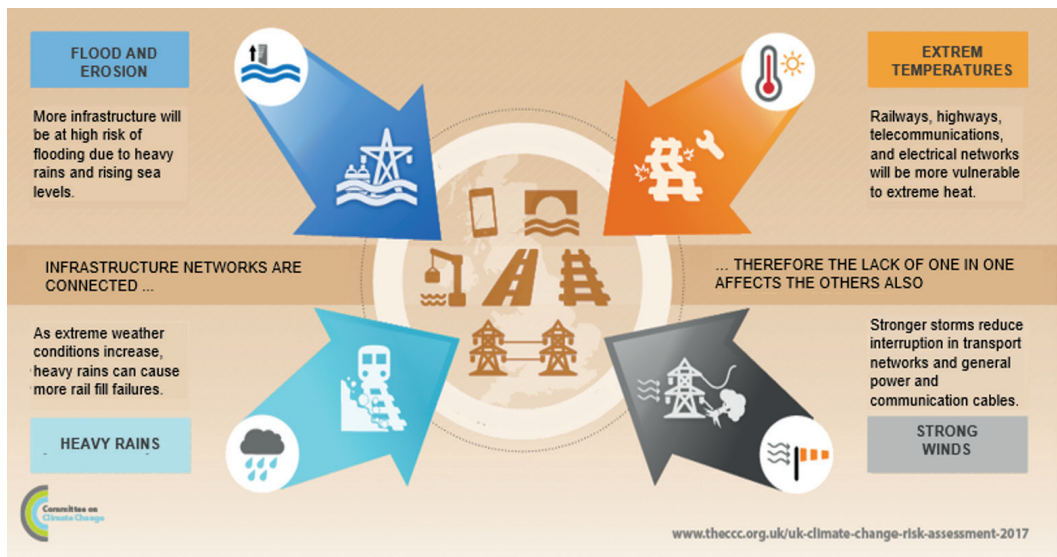 FLOOD AND
EROSION
More infrastructure will
be at high risk of
flooding due to heavy
rains and rising sea
levels.
EXTREM
TEMPERATURES
Railways, highways,
telecommunications,
and electrical networks
will be more vulnerable
to extreme heat.
INFRASTRUCTURE NETWORKS ARE
CONNECTED ...
... THEREFORE THE LACK OF ONE IN ONE
AFFECTS THE OTHERS ALSO
As extreme weather
conditions increase,
heavy rains can cause
more rail fill failures.
HEAVY RAINS
Stronger storms reduce
interruption in transport
networks and general
power and
communication cables.
STRONG
WINDS
Committee on
Climate Change
www.theccc.org.uk/uk-climate-change-risk-assessment-2017